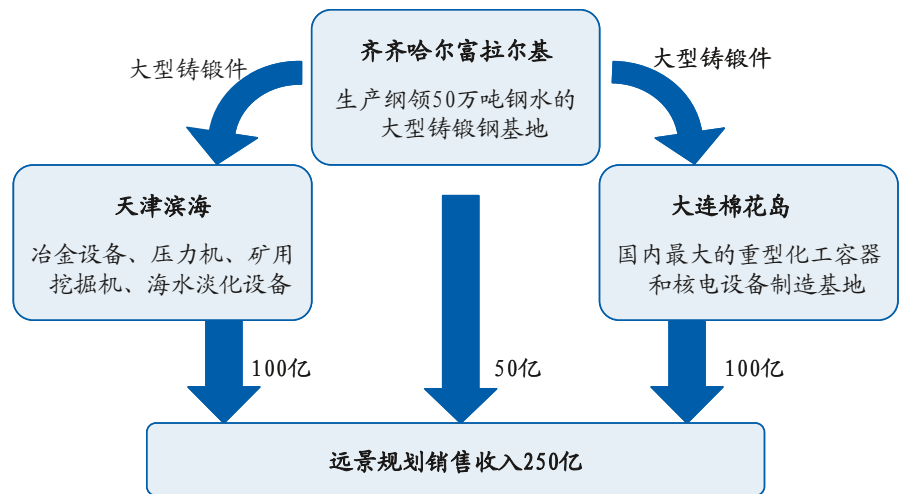 齐齐哈尔富拉尔基
生产纲领50万吨钢水的
大型铸锻钢基地
大型铸锻件
大型铸锻件
天津滨海
冶金设备、压力机、矿用
挖掘机、海水淡化设备
大连棉花岛
国内最大的重型化工容器
和核电设备制造基地
100亿
50亿
100亿
远景规划销售收入250亿